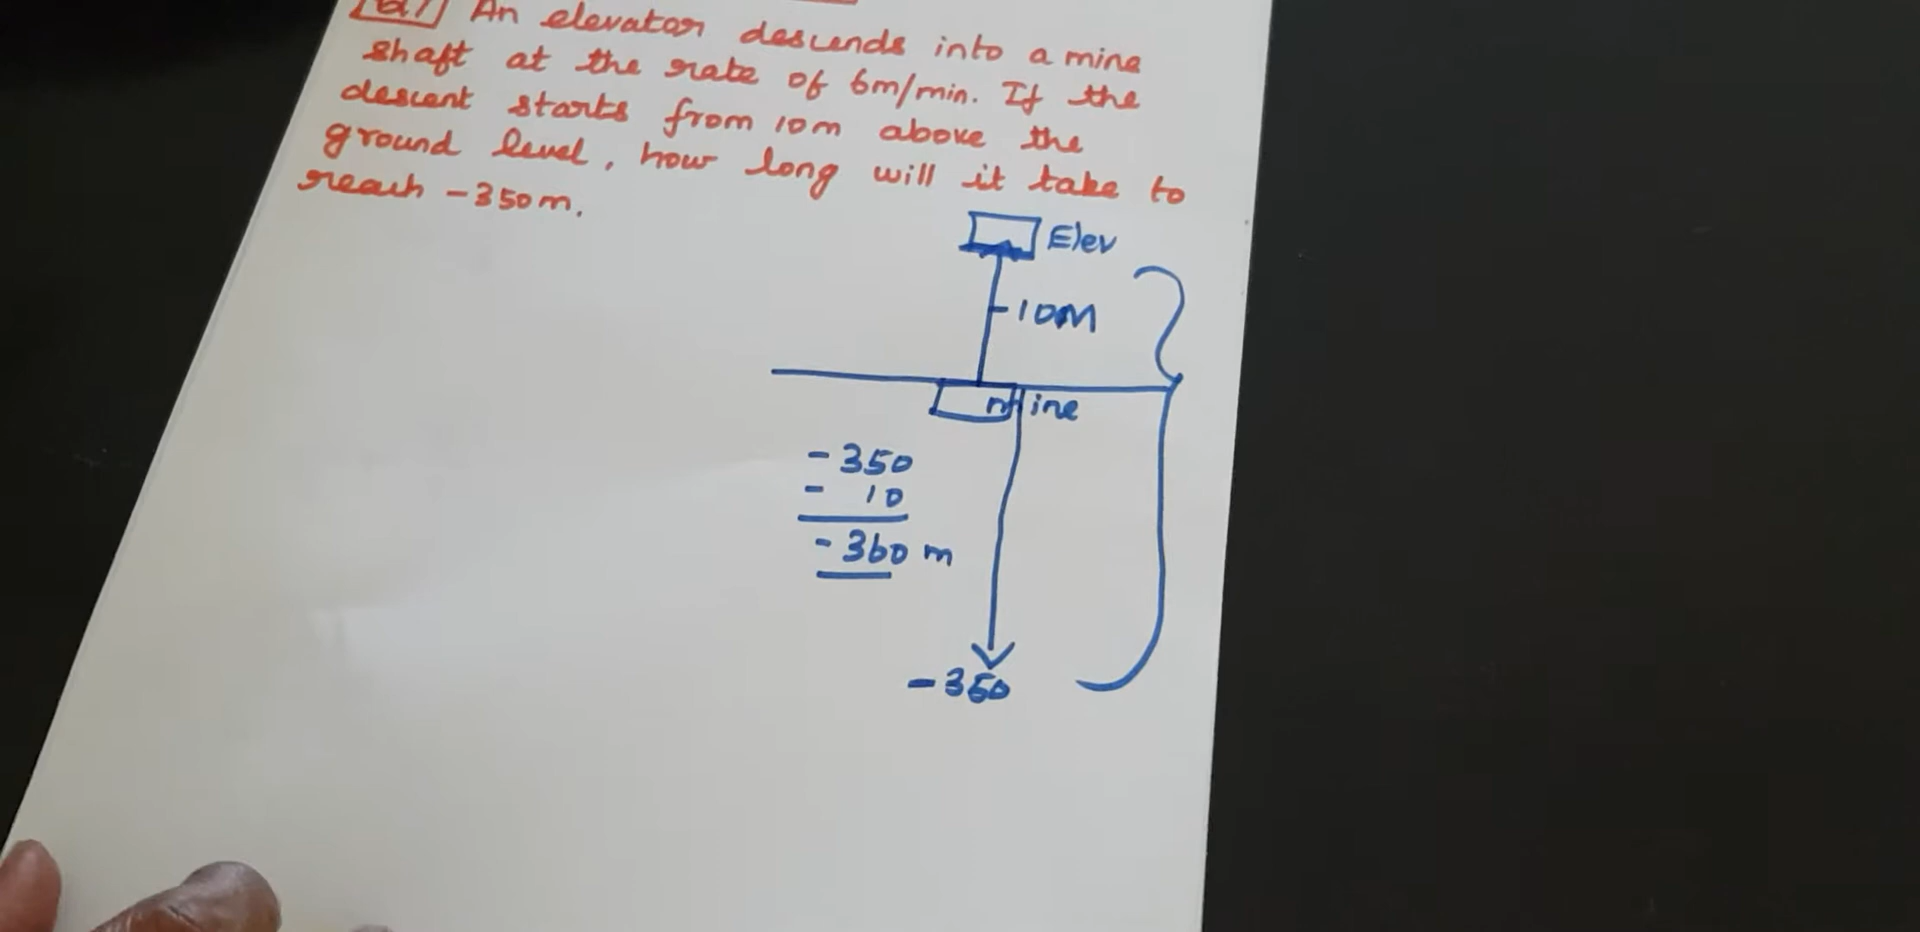 An elevator descends into a mine
shaft at the rate of 6m/min. If the
descent starts from 10m above the
ground level, how long will it take to
reach -350m.
Elev
10M
mine
-350
- 10
-360 m
-350